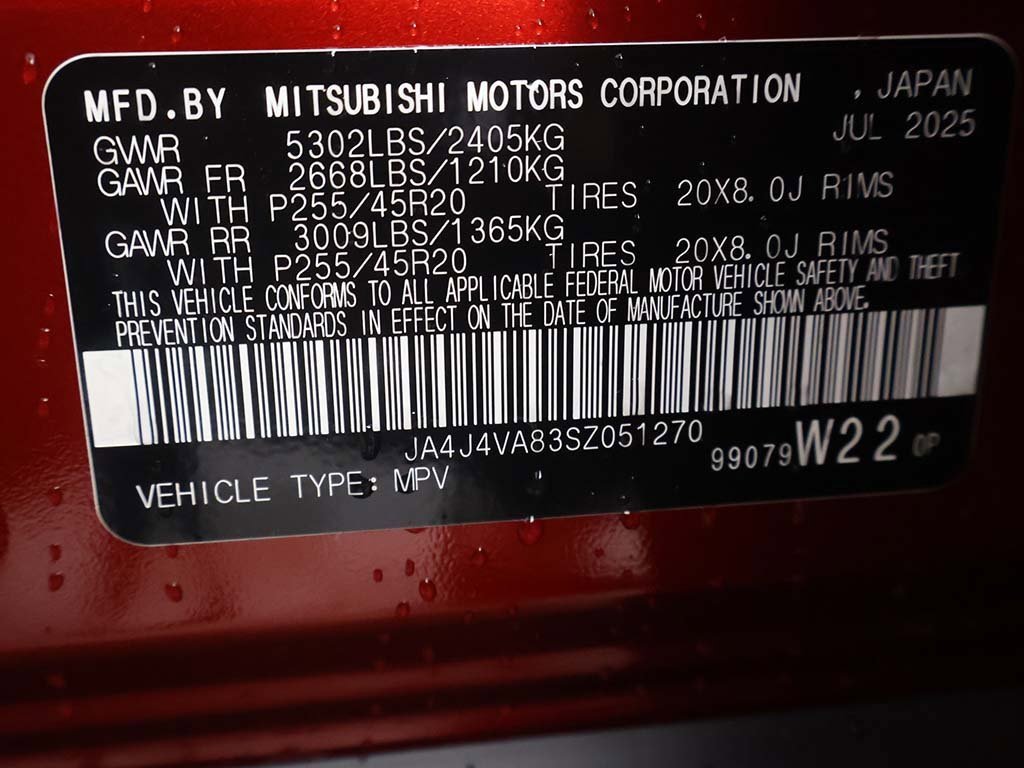 MFD.BY MITSUBISHI MOTORS CORPORATION , JAPAN
JUL 2025
GVWR 5302LBS/2405KG
GAWR FR 2668LBS/1210KG
WITH P255/45R20 TIRES 20X8.0J RIMS
GAWR RR 3009LBS/1365KG
WITH P255/45R20 TIRES 20X8.0J RIMS
THIS VEHICLE CONFORMS TO ALL APPLICABLE FEDERAL MOTOR VEHICLE SAFETY AND THEFT
PREVENTION STANDARDS IN EFFECT ON THE DATE OF MANUFACTURE SHOWN ABOVE.
JA4J4VA83SZ051270
99079 W22 0P
VEHICLE TYPE: MPV